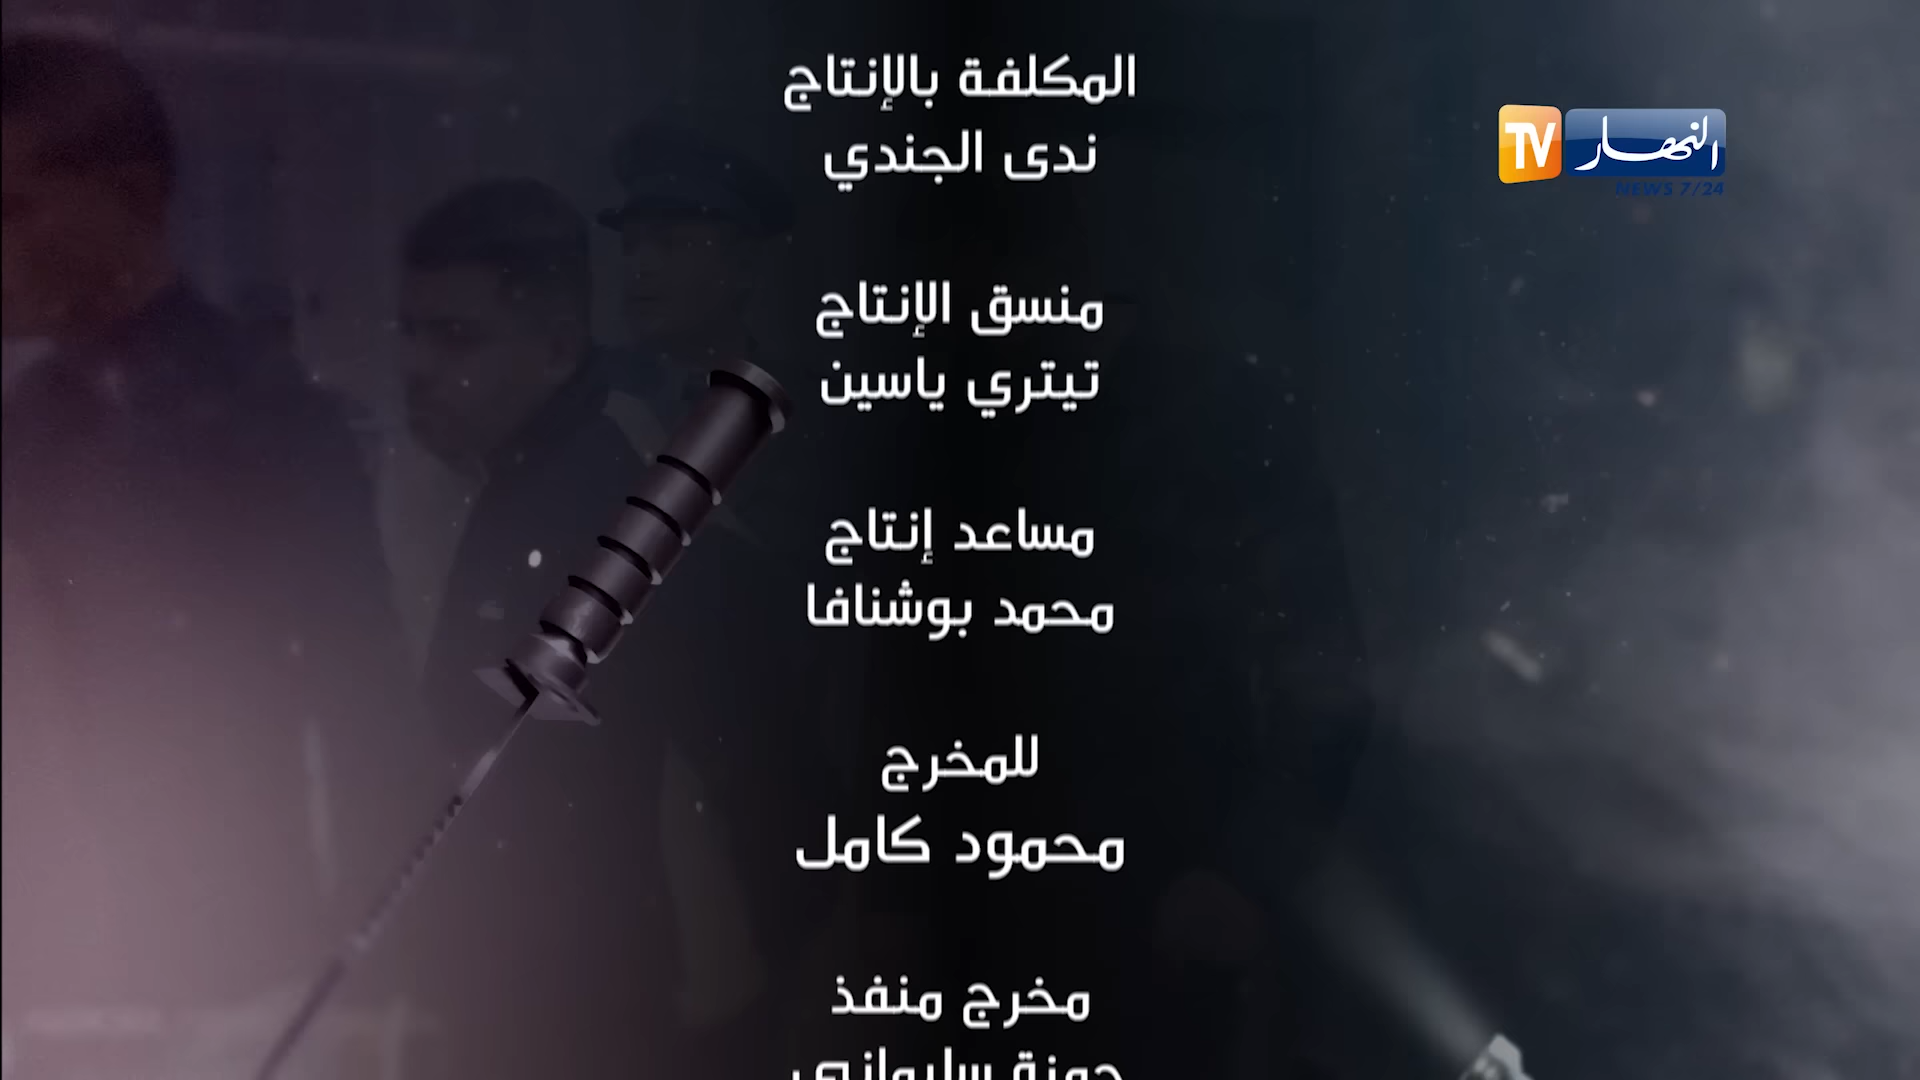 المكلفة بالإنتاج
ندى الجندي
TV النهار
NEWS 7/24
منسق الإنتاج
تيتري ياسين
مساعد إنتاج
محمد بوشنافا
للمخرج
محمود كامل
مخرج منفذ